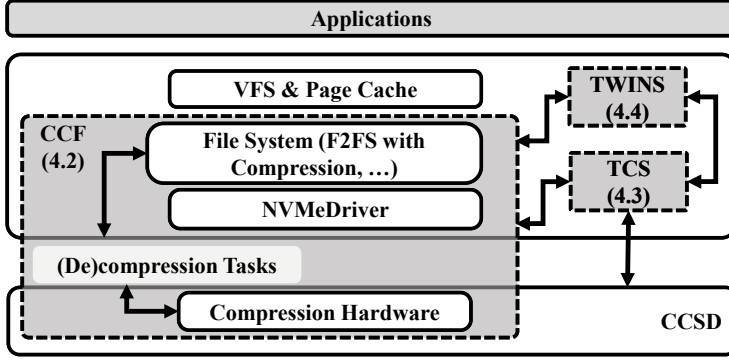 Applications
VFS & Page Cache
TWINS
(4.4)
CCF
(4.2)
File System (F2FS with
Compression, …)
TCS
(4.3)
NVMeDriver
(De)compression Tasks
Compression Hardware
CCSD